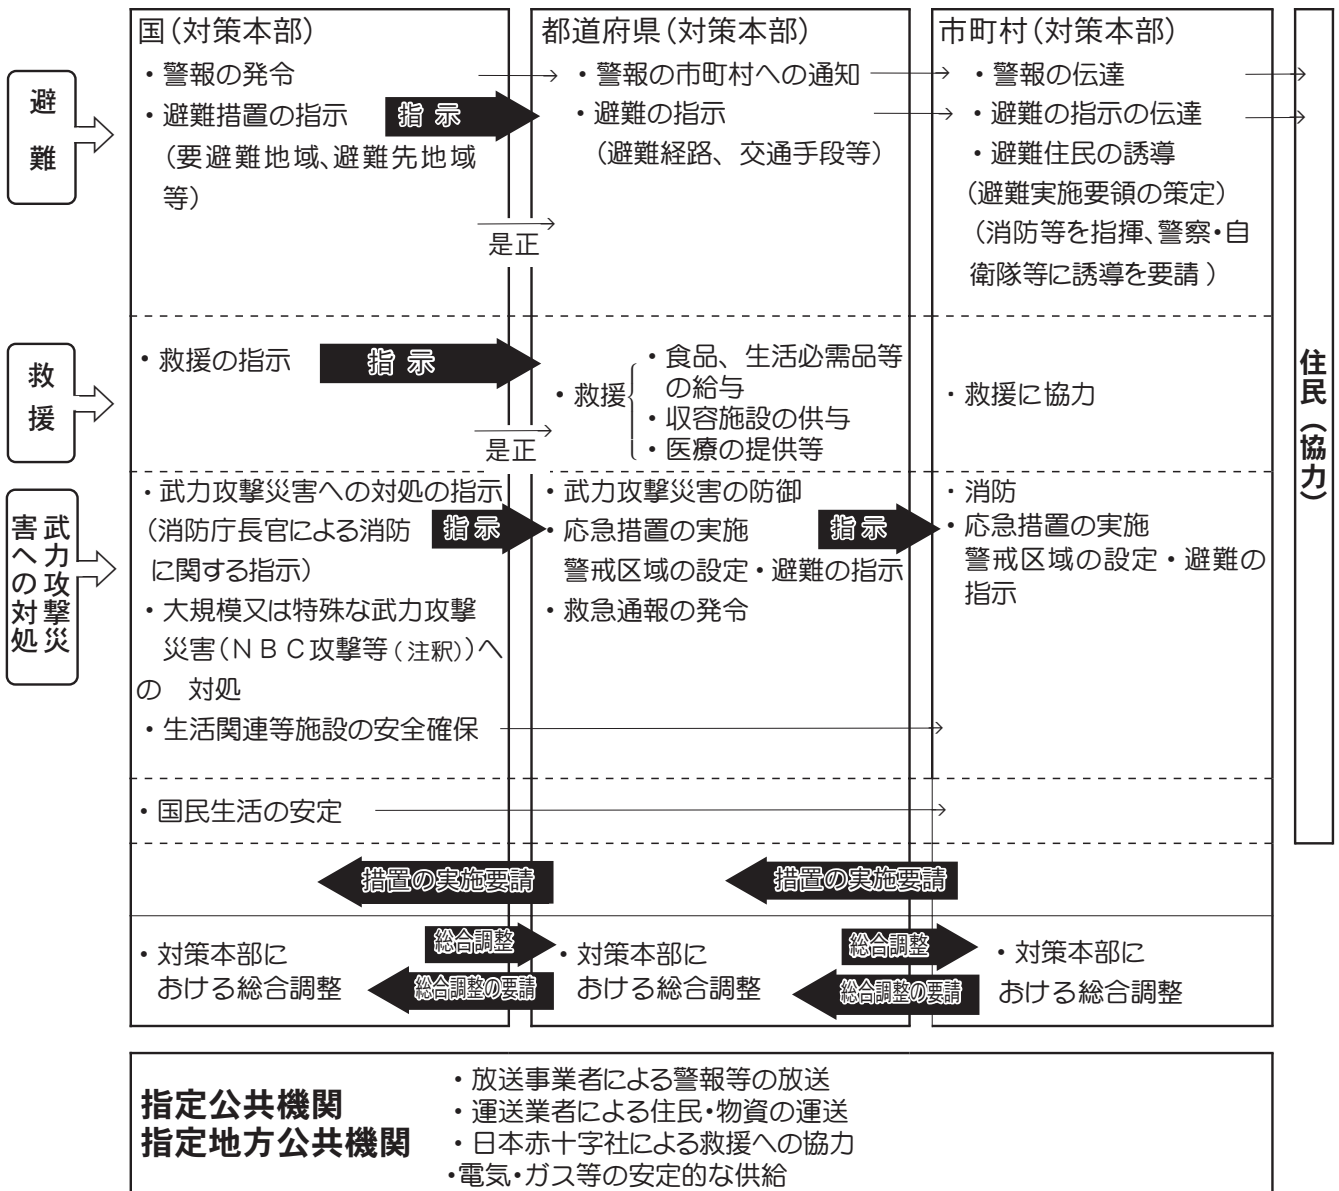 国(対策本部)
都道府県(対策本部)
市町村(対策本部)
避難
・警報の発令
・避難措置の指示
(要避難地域、避難先地域
等)
指示
是正
・警報の市町村への通知
・避難の指示
(避難経路、交通手段等)
・警報の伝達
・避難の指示の伝達
・避難住民の誘導
(避難実施要領の策定)
(消防等を指揮、警察・自
衛隊等に誘導を要請)
救援
・救援の指示
指示
是正
・救援
・食品、生活必需品等
の給与
・収容施設の供与
・医療の提供等
・救援に協力
武力攻撃災
害への対処
・武力攻撃災害への対処の指示
(消防庁長官による消防
に関する指示)
・大規模又は特殊な武力攻撃
災害(NBC攻撃等(注釈))へ
の 対処
・生活関連等施設の安全確保
指示
・武力攻撃災害の防御
・応急措置の実施
警戒区域の設定・避難の指示
・救急通報の発令
指示
・消防
・応急措置の実施
警戒区域の設定・避難の
指示
・国民生活の安定
措置の実施要請
措置の実施要請
・対策本部に
おける総合調整
総合調整
総合調整の要請
・対策本部に
おける総合調整
総合調整
総合調整の要請
・対策本部に
おける総合調整
住民(協力)
指定公共機関
指定地方公共機関
・放送事業者による警報等の放送
・運送業者による住民・物資の運送
・日本赤十字社による救援への協力
・電気・ガス等の安定的な供給